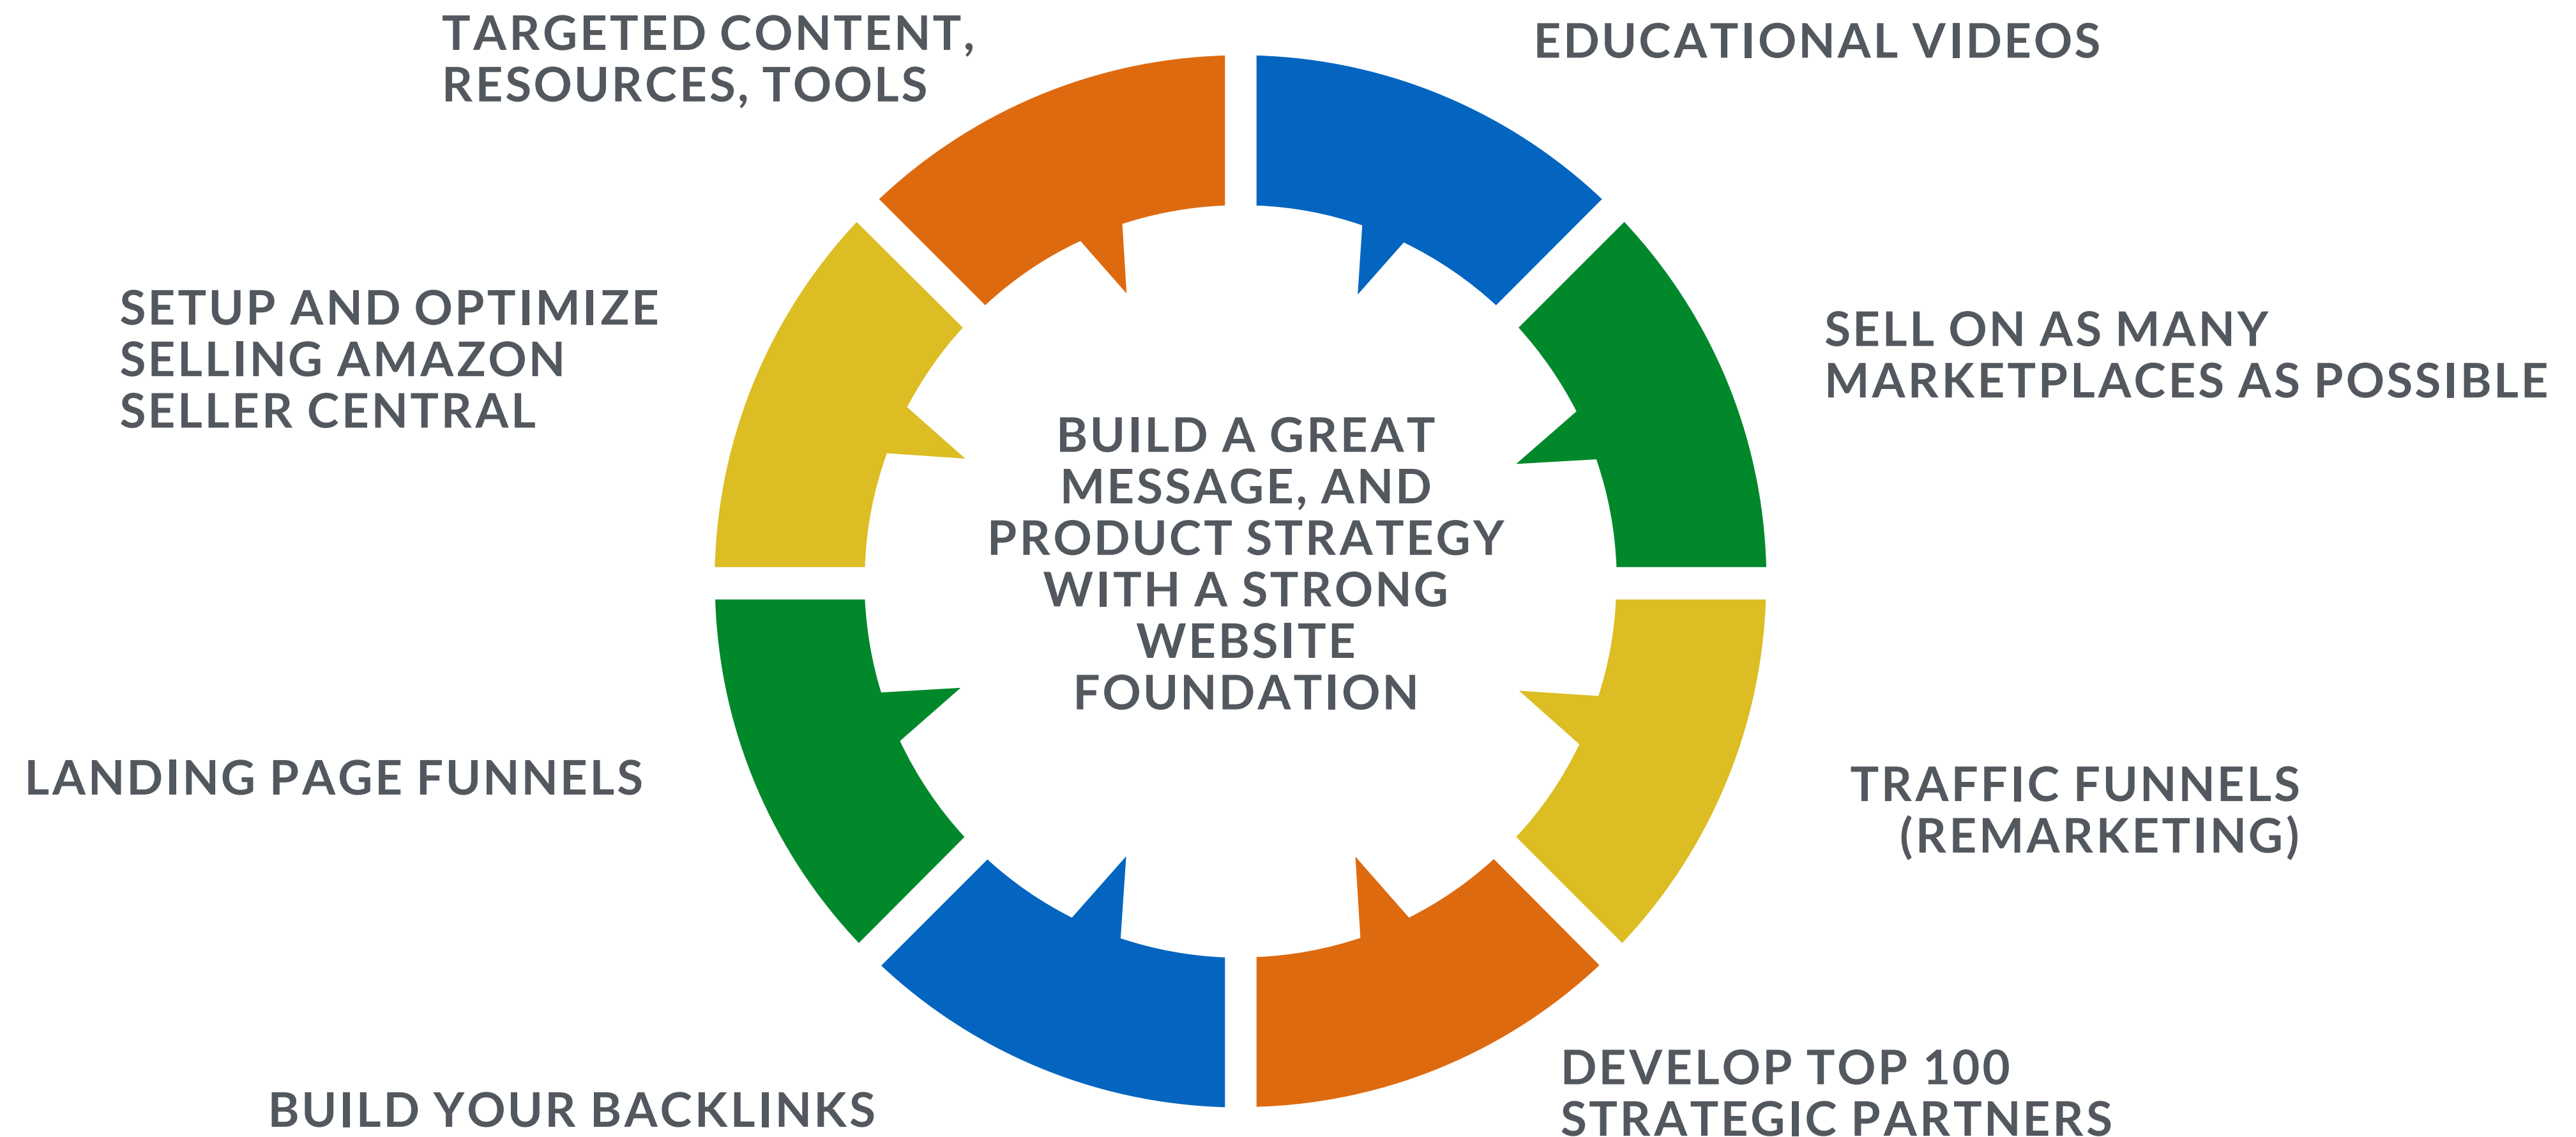 TARGETED CONTENT,
RESOURCES, TOOLS
EDUCATIONAL VIDEOS
SETUP AND OPTIMIZE
SELLING AMAZON
SELLER CENTRAL
SELL ON AS MANY
MARKETPLACES AS POSSIBLE
BUILD A GREAT
MESSAGE, AND
PRODUCT STRATEGY
WITH A STRONG
WEBSITE
FOUNDATION
LANDING PAGE FUNNELS
TRAFFIC FUNNELS
(REMARKETING)
BUILD YOUR BACKLINKS
DEVELOP TOP 100
STRATEGIC PARTNERS